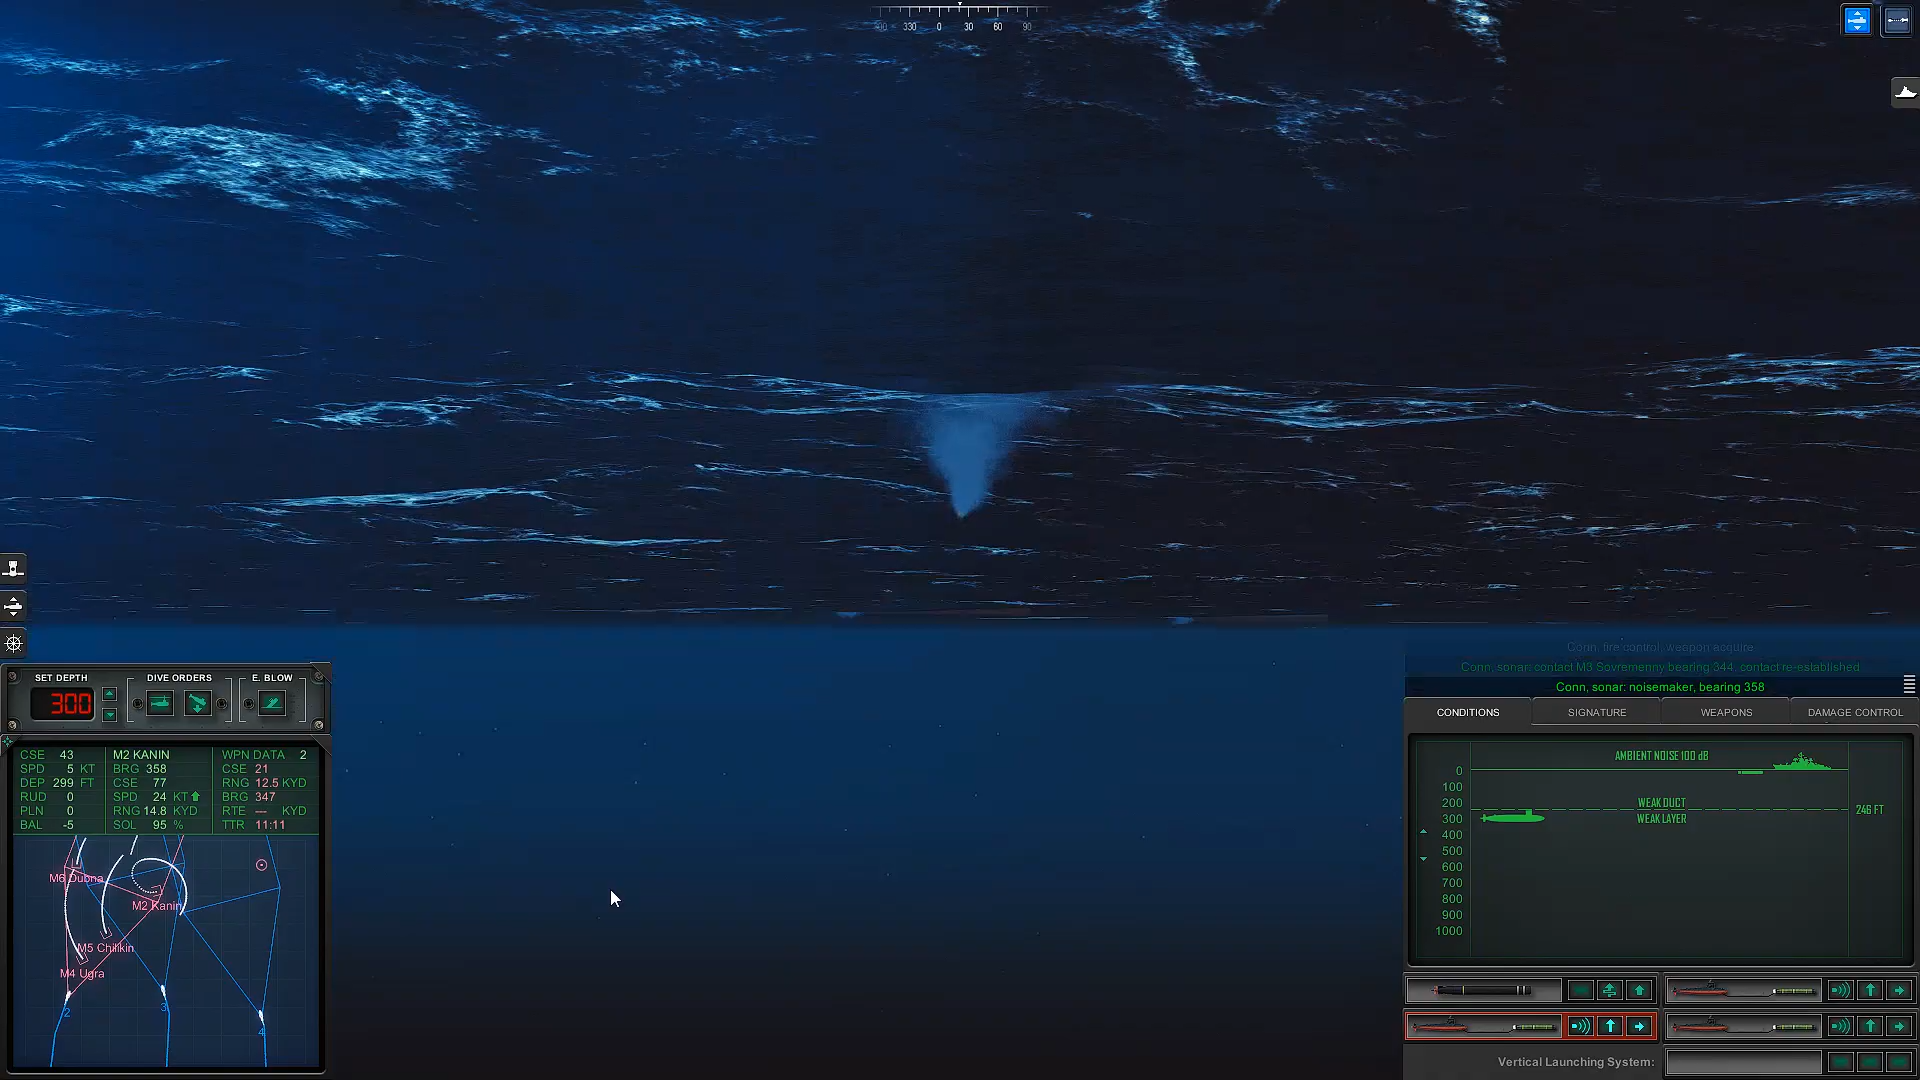 330 0 30 60 90
Conn, fire control, weapon acquire
Conn, sonar: contact M3 Sovremenny bearing 344, contact re-established
Conn, sonar: noisemaker, bearing 358
SET DEPTH DIVE ORDERS E. BLOW
300
CSE 43
SPD 5 KT
DEP 299 FT
RUD 0
PLN 0
BAL -5
M2 KANIN
BRG 358
CSE 77
SPD 24 KT
RNG 14.8 KYD
SOL 95 %
WPN DATA 2
CSE 21
RNG 12.5 KYD
BRG 347
RTE --- KYD
TTR 11:11
M6 Dubna
M2 Kanin
M5 Chilikin
M4 Ugra
2
3
4
CONDITIONS SIGNATURE WEAPONS DAMAGE CONTROL
AMBIENT NOISE 100 dB
0
100
200
300
400
500
600
700
800
900
1000
WEAK DUCT
WEAK LAYER
246 FT
Vertical Launching System: